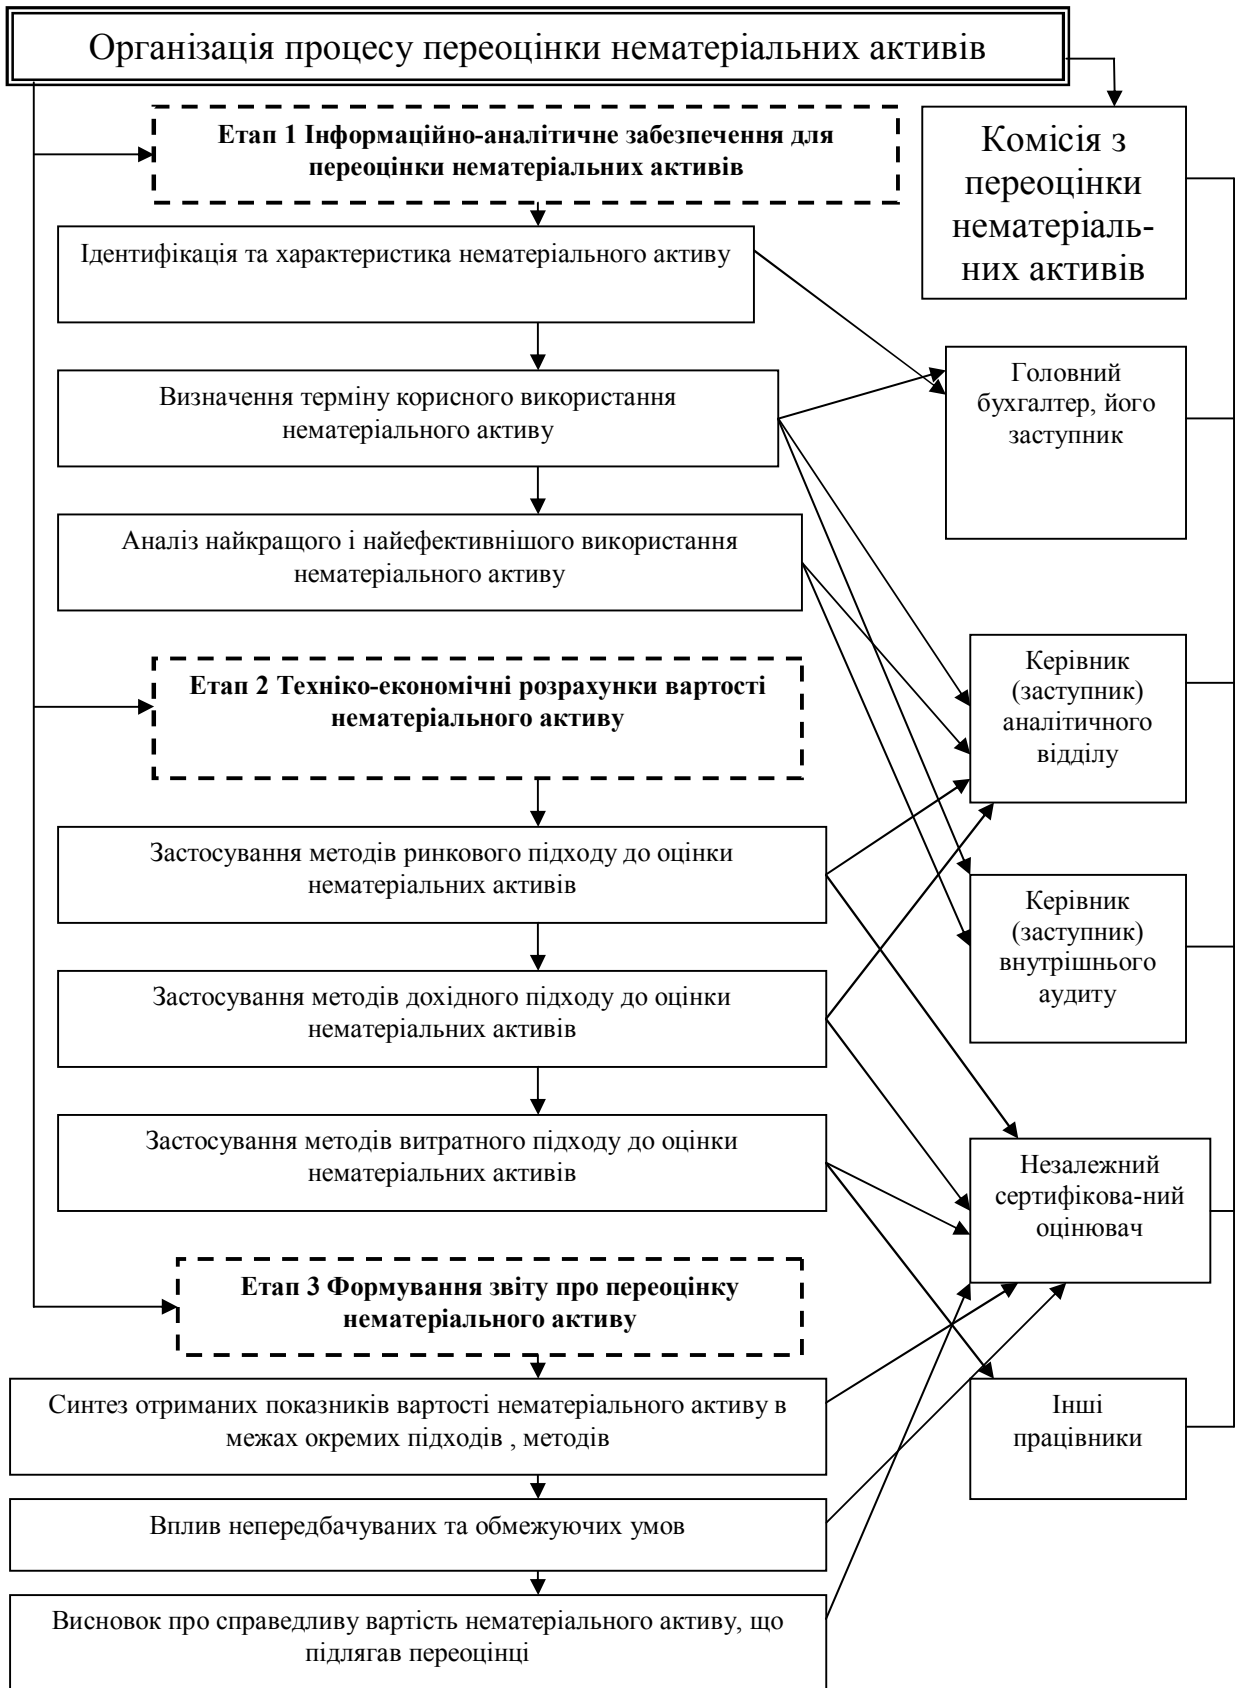 Організація процесу переоцінки нематеріальних активів
Етап 1 Інформаційно-аналітичне забезпечення для
переоцінки нематеріальних активів
Комісія з
переоцінки
нематеріаль-
них активів
Ідентифікація та характеристика нематеріального активу
Визначення терміну корисного використання
нематеріального активу
Головний
бухгалтер, його
заступник
Аналіз найкращого і найефективнішого використання
нематеріального активу
Етап 2 Техніко-економічні розрахунки вартості
нематеріального активу
Керівник
(заступник)
аналітичного
відділу
Застосування методів ринкового підходу до оцінки
нематеріальних активів
Керівник
(заступник)
внутрішнього
аудиту
Застосування методів дохідного підходу до оцінки
нематеріальних активів
Застосування методів витратного підходу до оцінки
нематеріальних активів
Незалежний
сертифікова-ний
оцінювач
Етап 3 Формування звіту про переоцінку
нематеріального активу
Синтез отриманих показників вартості нематеріального активу в
межах окремих підходів , методів
Інші
працівники
Вплив непередбачуваних та обмежуючих умов
Висновок про справедливу вартість нематеріального активу, що
підлягав переоцінці